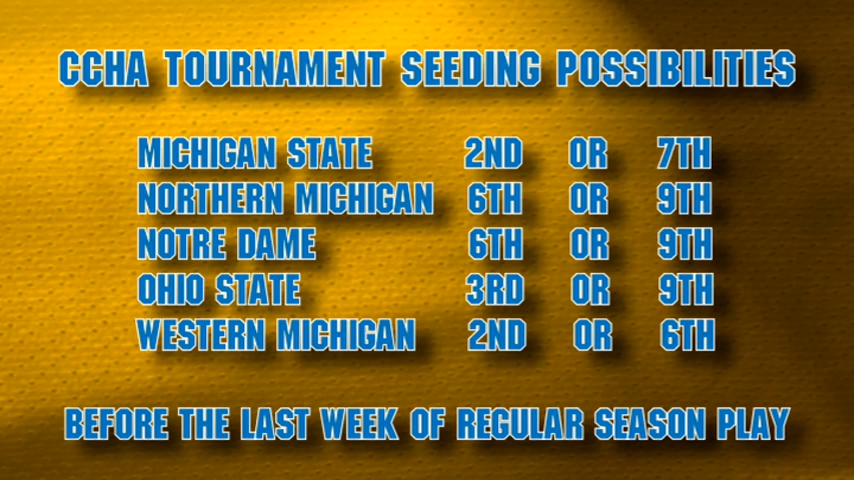 CCHA TOURNAMENT SEEDING POSSIBILITIES
MICHIGAN STATE 2ND OR 7TH
NORTHERN MICHIGAN 6TH OR 9TH
NOTRE DAME 6TH OR 9TH
OHIO STATE 3RD OR 9TH
WESTERN MICHIGAN 2ND OR 6TH
BEFORE THE LAST WEEK OF REGULAR SEASON PLAY